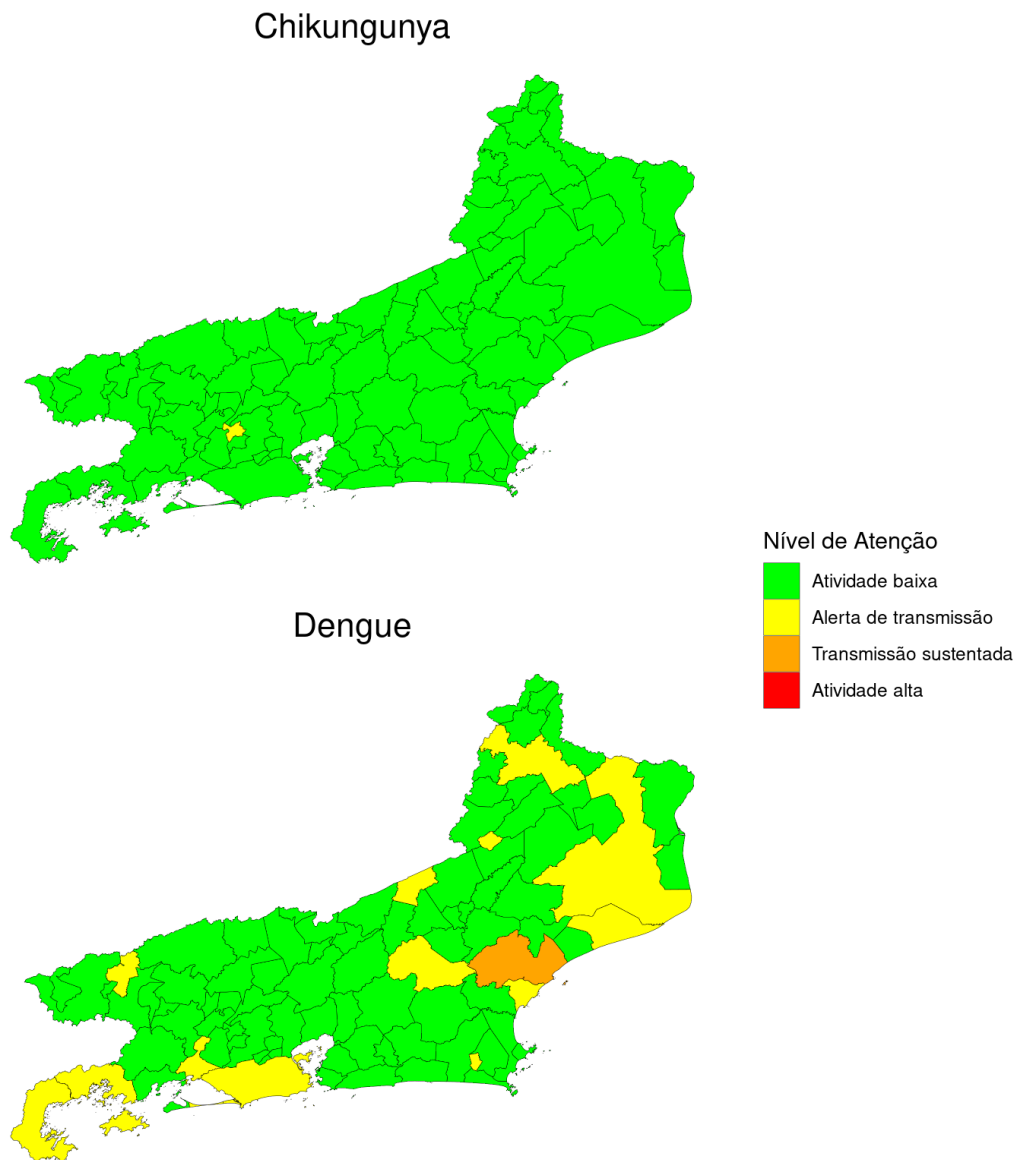 Chikungunya
Nível de Atenção
Atividade baixa
Alerta de transmissão
Transmissão sustentada
Atividade alta
Dengue